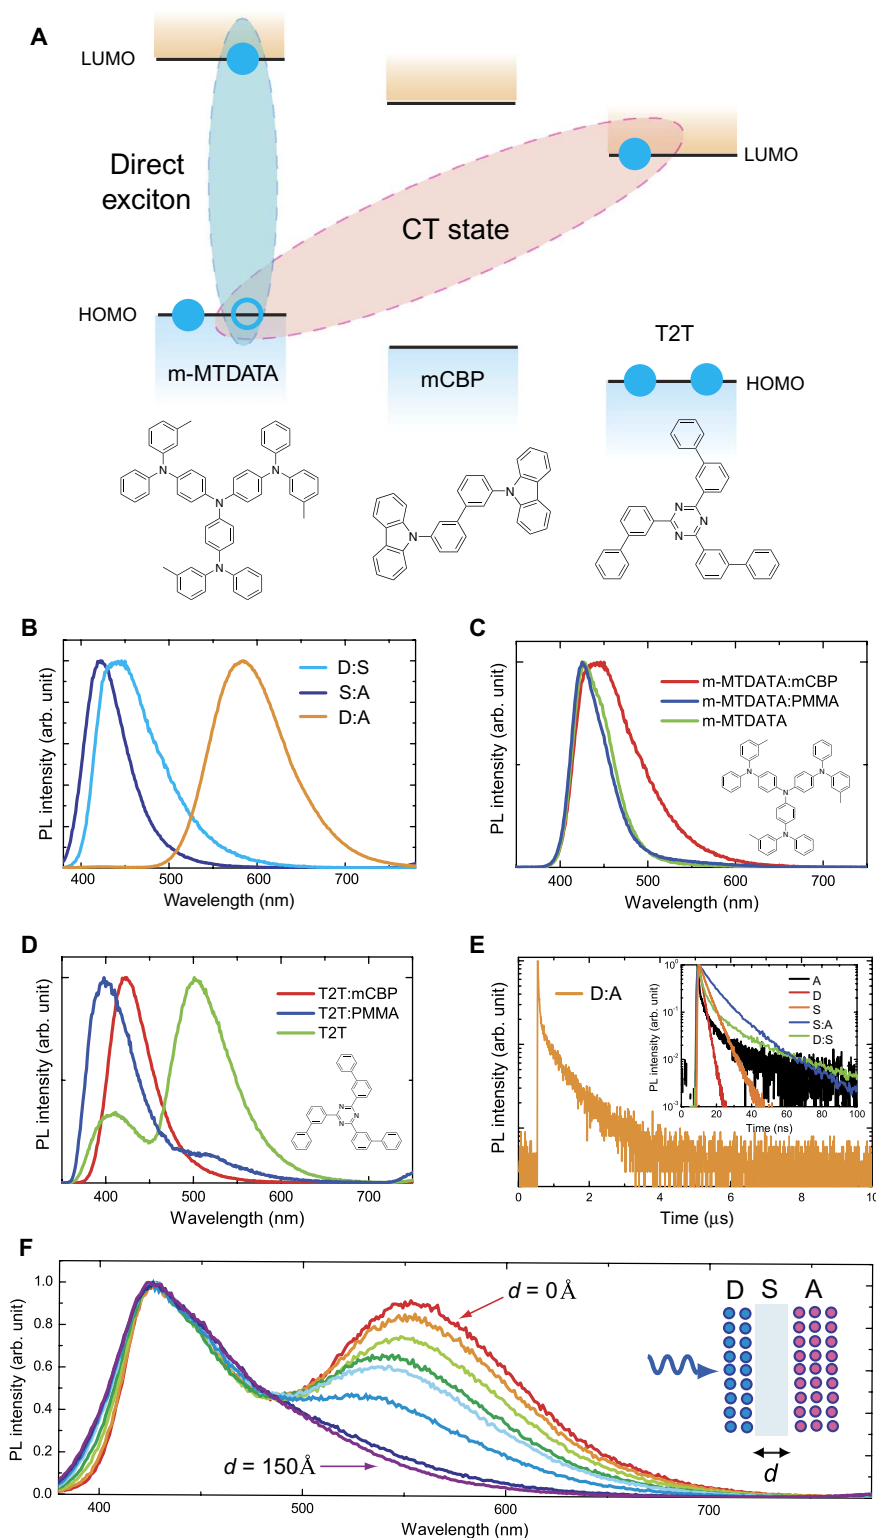 A
LUMO
Direct
exciton
LUMO
CT state
HOMO
T2T
m-MTDATA
mCBP
HOMO
N
N
N
N
N
N
N
N
N
B
PL intensity (arb. unit)
D:S
S:A
D:A
400
500
600
700
Wavelength (nm)
C
PL intensity (arb. unit)
m-MTDATA:mCBP
m-MTDATA:PMMA
m-MTDATA
N
N
N
N
400
500
600
700
Wavelength (nm)
D
PL intensity (arb. unit)
T2T:mCBP
T2T:PMMA
T2T
N
N
N
400
500
600
700
Wavelength (nm)
E
PL intensity (arb. unit)
D:A
PL intensity (arb. unit)
10⁰
10⁻¹
10⁻²
10⁻³
A
D
S
S:A
D:S
0
20
40
60
80
100
Time (ns)
0
2
4
6
8
10
Time (μs)
F
PL intensity (arb. unit)
1.0
0.8
0.6
0.4
0.2
0.0
d = 0Å
d = 150Å
D S A
d
400
500
600
700
Wavelength (nm)